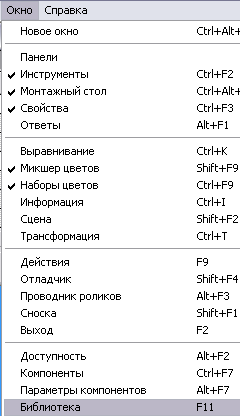 Окно Справка
Новое окно Ctrl+Alt+
Панели
Инструменты Ctrl+F2
Монтажный стол Ctrl+Alt+
Свойства Ctrl+F3
Ответы Alt+F1
Выравнивание Ctrl+K
Микшер цветов Shift+F9
Наборы цветов Ctrl+F9
Информация Ctrl+I
Сцена Shift+F2
Трансформация Ctrl+T
Действия F9
Отладчик Shift+F4
Проводник роликов Alt+F3
Сноска Shift+F1
Выход F2
Доступность Alt+F2
Компоненты Ctrl+F7
Параметры компонентов Alt+F7
Библиотека F11